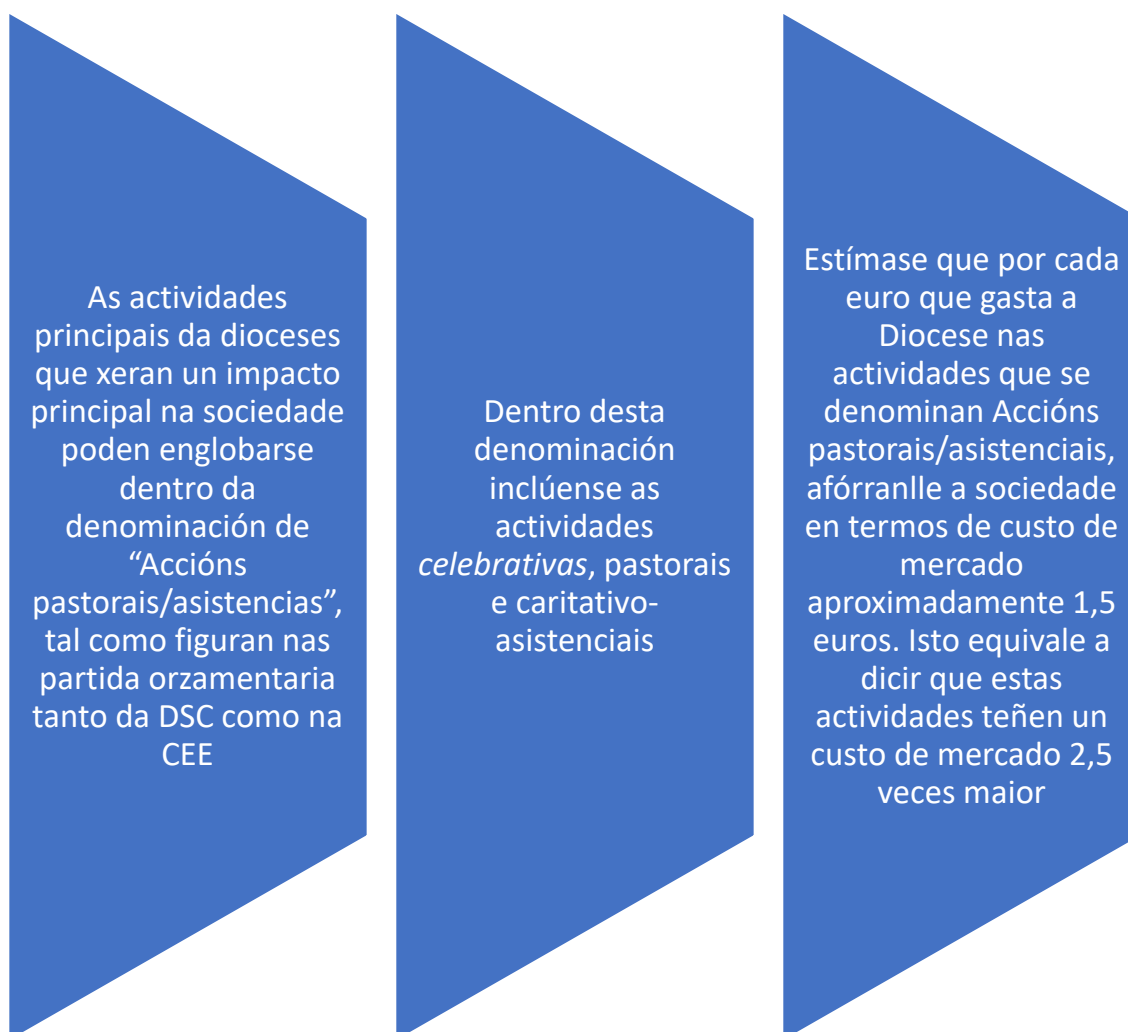 As actividades
principais da dioceses
que xeran un impacto
principal na sociedade
poden englobarse
dentro da
denominación de
“Accións
pastorais/asistencias”,
tal como figuran nas
partida orzamentaria
tanto da DSC como na
CEE
Dentro desta
denominación
inclúense as
actividades
celebrativas, pastorais
e caritativo-
asistenciais
Estímase que por cada
euro que gasta a
Diocese nas
actividades que se
denominan Accións
pastorais/asistenciais,
afórranlle a sociedade
en termos de custo de
mercado
aproximadamente 1,5
euros. Isto equivale a
dicir que estas
actividades teñen un
custo de mercado 2,5
veces maior